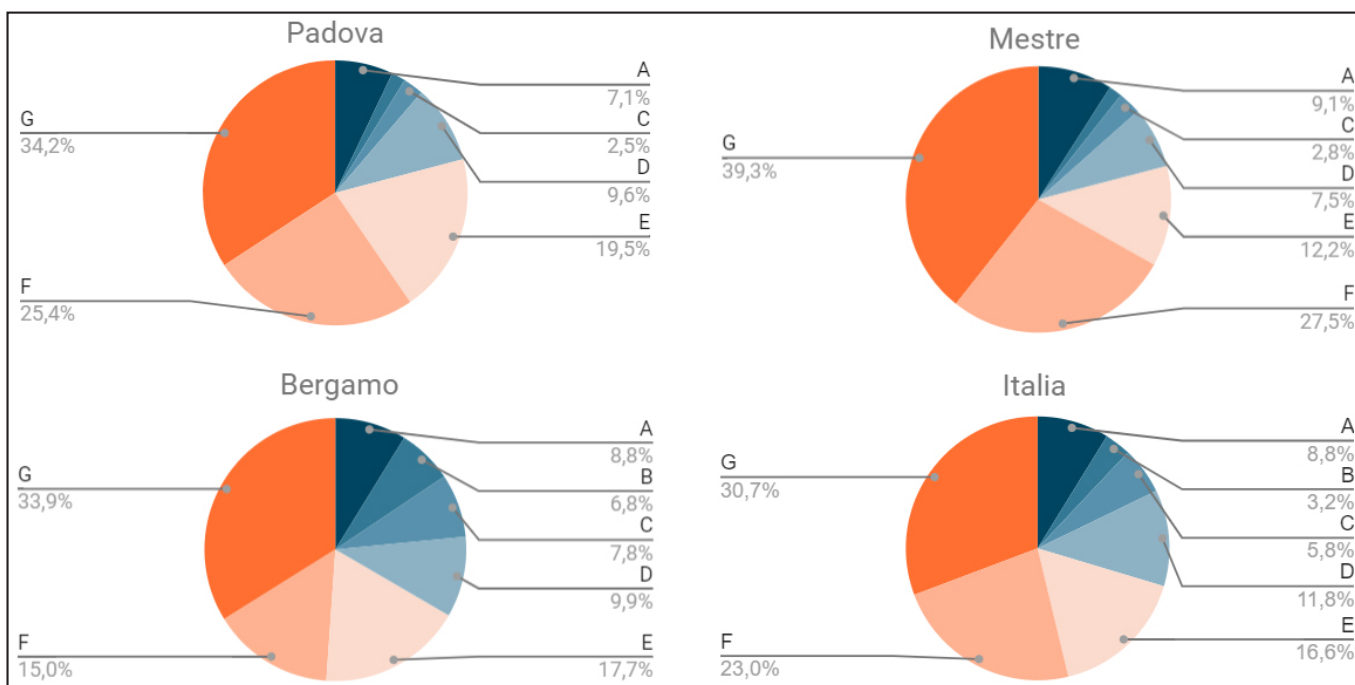 Padova
A
7,1%
C
2,5%
D
9,6%
E
19,5%
G
34,2%
F
25,4%
Mestre
A
9,1%
C
2,8%
D
7,5%
E
12,2%
F
27,5%
G
39,3%
Bergamo
A
8,8%
B
6,8%
C
7,8%
D
9,9%
E
17,7%
G
33,9%
F
15,0%
Italia
A
8,8%
B
3,2%
C
5,8%
D
11,8%
E
16,6%
G
30,7%
F
23,0%